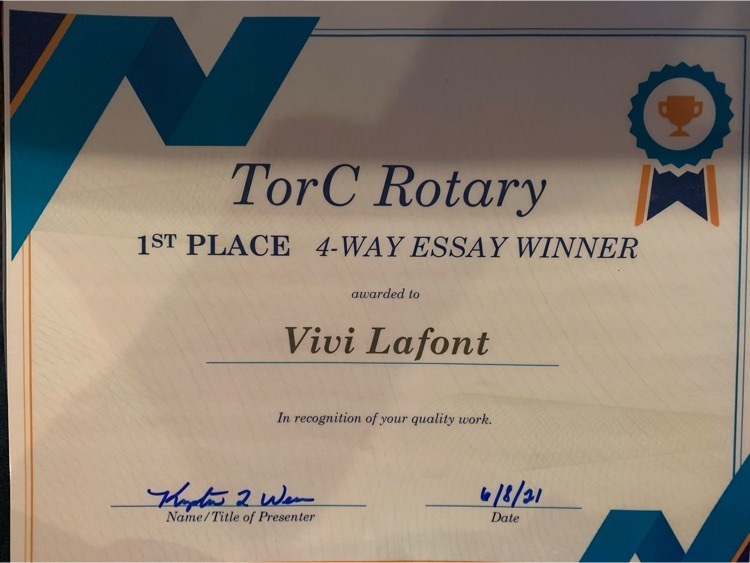 TorC Rotary
1ST PLACE 4-WAY ESSAY WINNER
awarded to
Vivi Lafont
In recognition of your quality work.
6/8/21
Name/Title of Presenter
Date